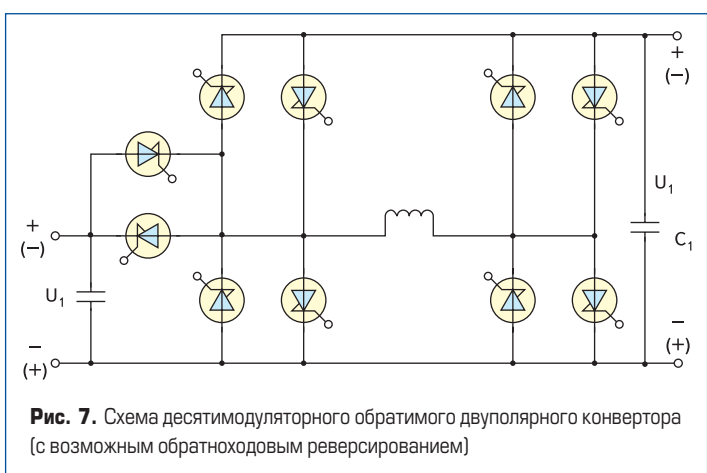 +
(–)
U₁
C₁
+
(–)
U₁
–
(+)
–
(+)
Рис. 7. Схема десятимодуляторного обратимого двуполярного конвертора
(с возможным обратноходовым реверсированием)